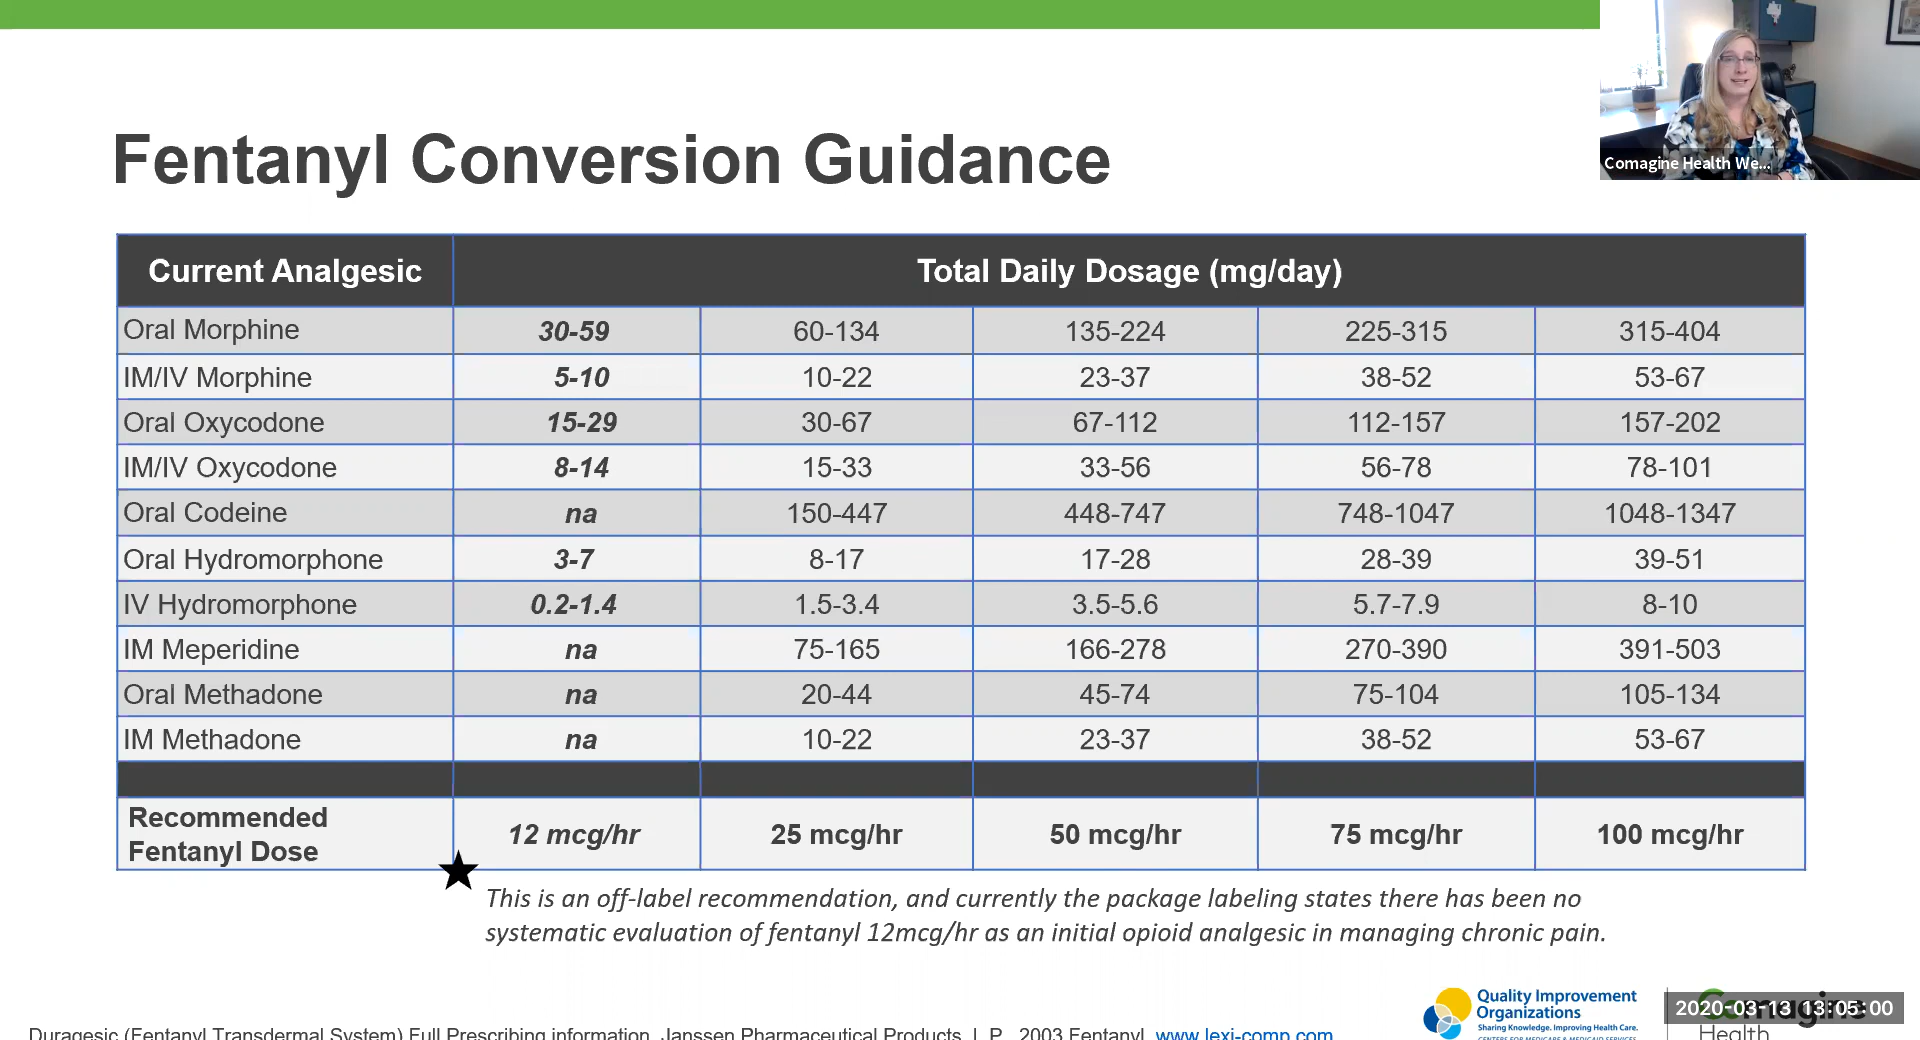 Comagine Health We...
Fentanyl Conversion Guidance
Current Analgesic Total Daily Dosage (mg/day)
Oral Morphine 30-59 60-134 135-224 225-315 315-404
IM/IV Morphine 5-10 10-22 23-37 38-52 53-67
Oral Oxycodone 15-29 30-67 67-112 112-157 157-202
IM/IV Oxycodone 8-14 15-33 33-56 56-78 78-101
Oral Codeine na 150-447 448-747 748-1047 1048-1347
Oral Hydromorphone 3-7 8-17 17-28 28-39 39-51
IV Hydromorphone 0.2-1.4 1.5-3.4 3.5-5.6 5.7-7.9 8-10
IM Meperidine na 75-165 166-278 270-390 391-503
Oral Methadone na 20-44 45-74 75-104 105-134
IM Methadone na 10-22 23-37 38-52 53-67
Recommended
Fentanyl Dose 12 mcg/hr 25 mcg/hr 50 mcg/hr 75 mcg/hr 100 mcg/hr
This is an off-label recommendation, and currently the package labeling states there has been no
systematic evaluation of fentanyl 12mcg/hr as an initial opioid analgesic in managing chronic pain.
Quality Improvement
Organizations
Sharing Knowledge. Improving Health Care.
CENTERS FOR MEDICARE & MEDICAID SERVICES
Comagine
Health
2020-03-13 13:05:00
Duragesic (Fentanyl Transdermal System) Full Prescribing information, Janssen Pharmaceutical Products, L.P., 2003 Fentanyl, www.lexi-comp.com